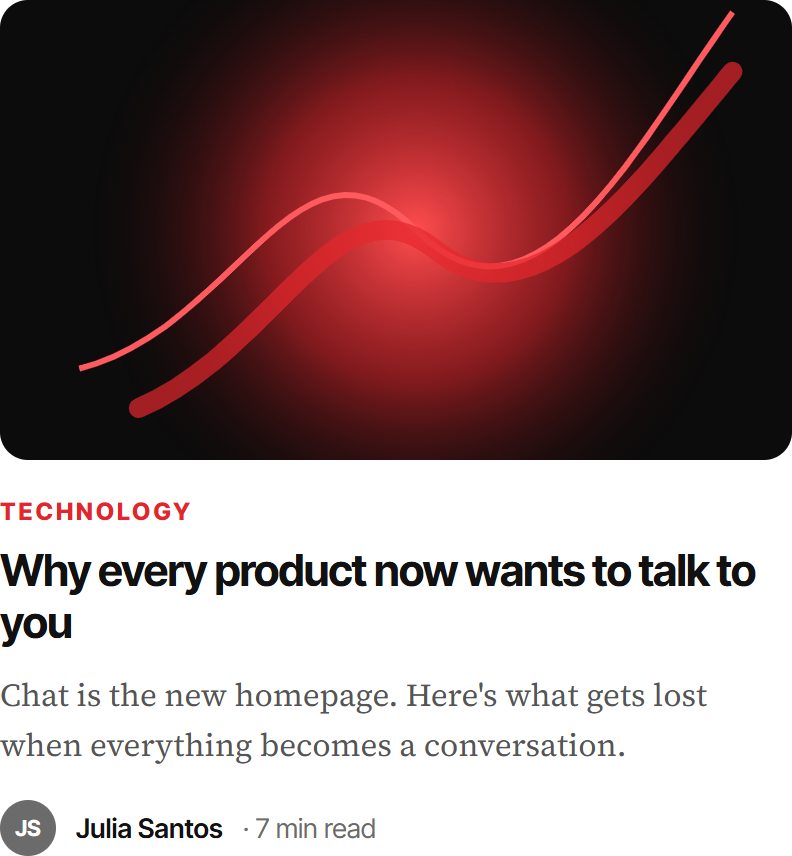 TECHNOLOGY
Why every product now wants to talk to
you
Chat is the new homepage. Here's what gets lost
when everything becomes a conversation.
JS Julia Santos · 7 min read